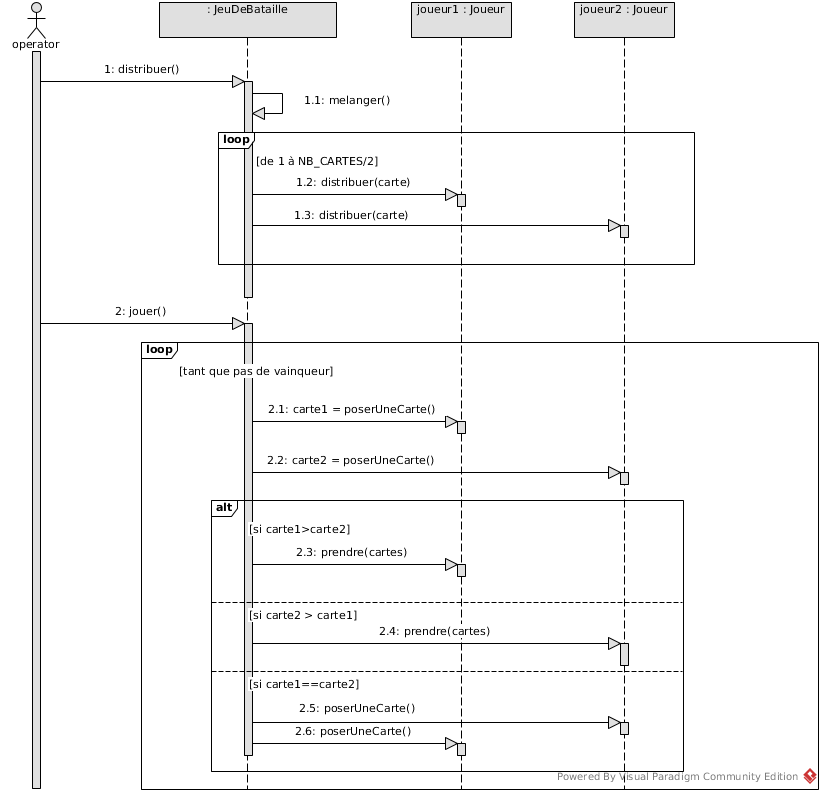 : JeuDeBataille
joueur1 : Joueur
joueur2 : Joueur
operator
1: distribuer()
1.1: melanger()
loop
[de 1 à NB_CARTES/2]
1.2: distribuer(carte)
1.3: distribuer(carte)
2: jouer()
loop
[tant que pas de vainqueur]
2.1: carte1 = poserUneCarte()
2.2: carte2 = poserUneCarte()
alt
[si carte1>carte2]
2.3: prendre(cartes)
[si carte2 > carte1]
2.4: prendre(cartes)
[si carte1==carte2]
2.5: poserUneCarte()
2.6: poserUneCarte()
Powered By Visual Paradigm Community Edition